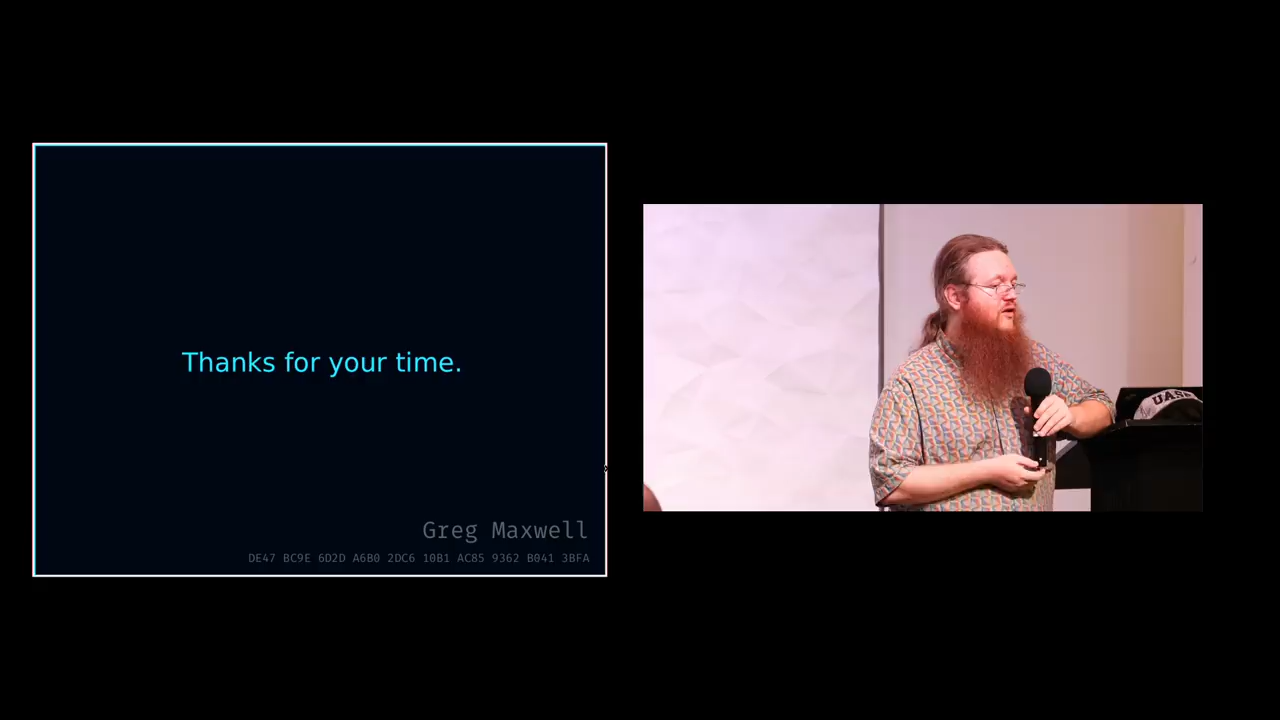 Thanks for your time.
Greg Maxwell
DE47 BC9E 6D2D A6B0 2DC6 10B1 AC85 9362 B041 3BFA